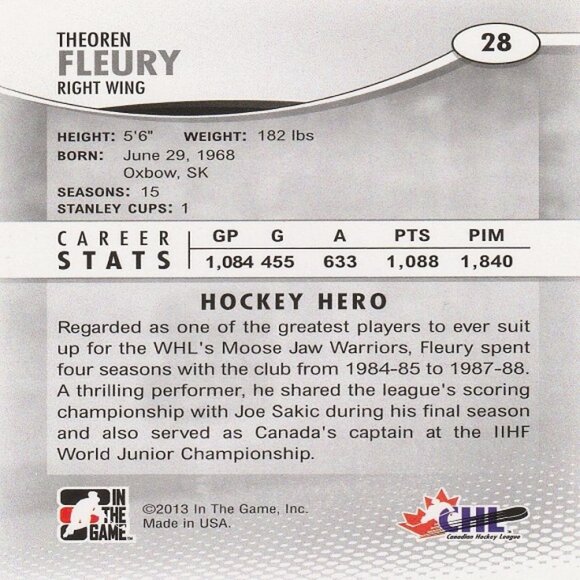 THEOREN
FLEURY
RIGHT WING
28
HEIGHT: 5'6" WEIGHT: 182 lbs
BORN: June 29, 1968
Oxbow, SK
SEASONS: 15
STANLEY CUPS: 1
CAREER STATS
GP G A PTS PIM
1,084 455 633 1,088 1,840
HOCKEY HERO
Regarded as one of the greatest players to ever suit
up for the WHL's Moose Jaw Warriors, Fleury spent
four seasons with the club from 1984-85 to 1987-88.
A thrilling performer, he shared the league's scoring
championship with Joe Sakic during his final season
and also served as Canada's captain at the IIHF
World Junior Championship.
IN
THE
GAME™
©2013 In The Game, Inc.
Made in USA.
CHL™
Canadian Hockey League